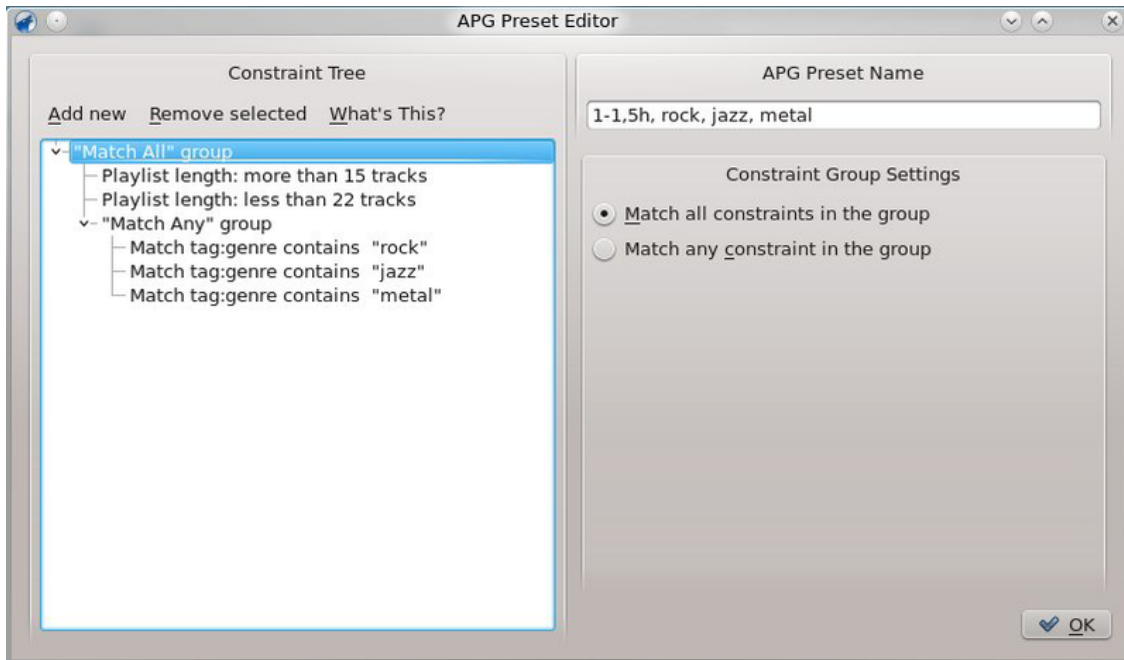 APG Preset Editor
Constraint Tree
Add new Remove selected What's This?
"Match All" group
Playlist length: more than 15 tracks
Playlist length: less than 22 tracks
"Match Any" group
Match tag:genre contains "rock"
Match tag:genre contains "jazz"
Match tag:genre contains "metal"
APG Preset Name
1-1,5h, rock, jazz, metal
Constraint Group Settings
Match all constraints in the group
Match any constraint in the group
OK